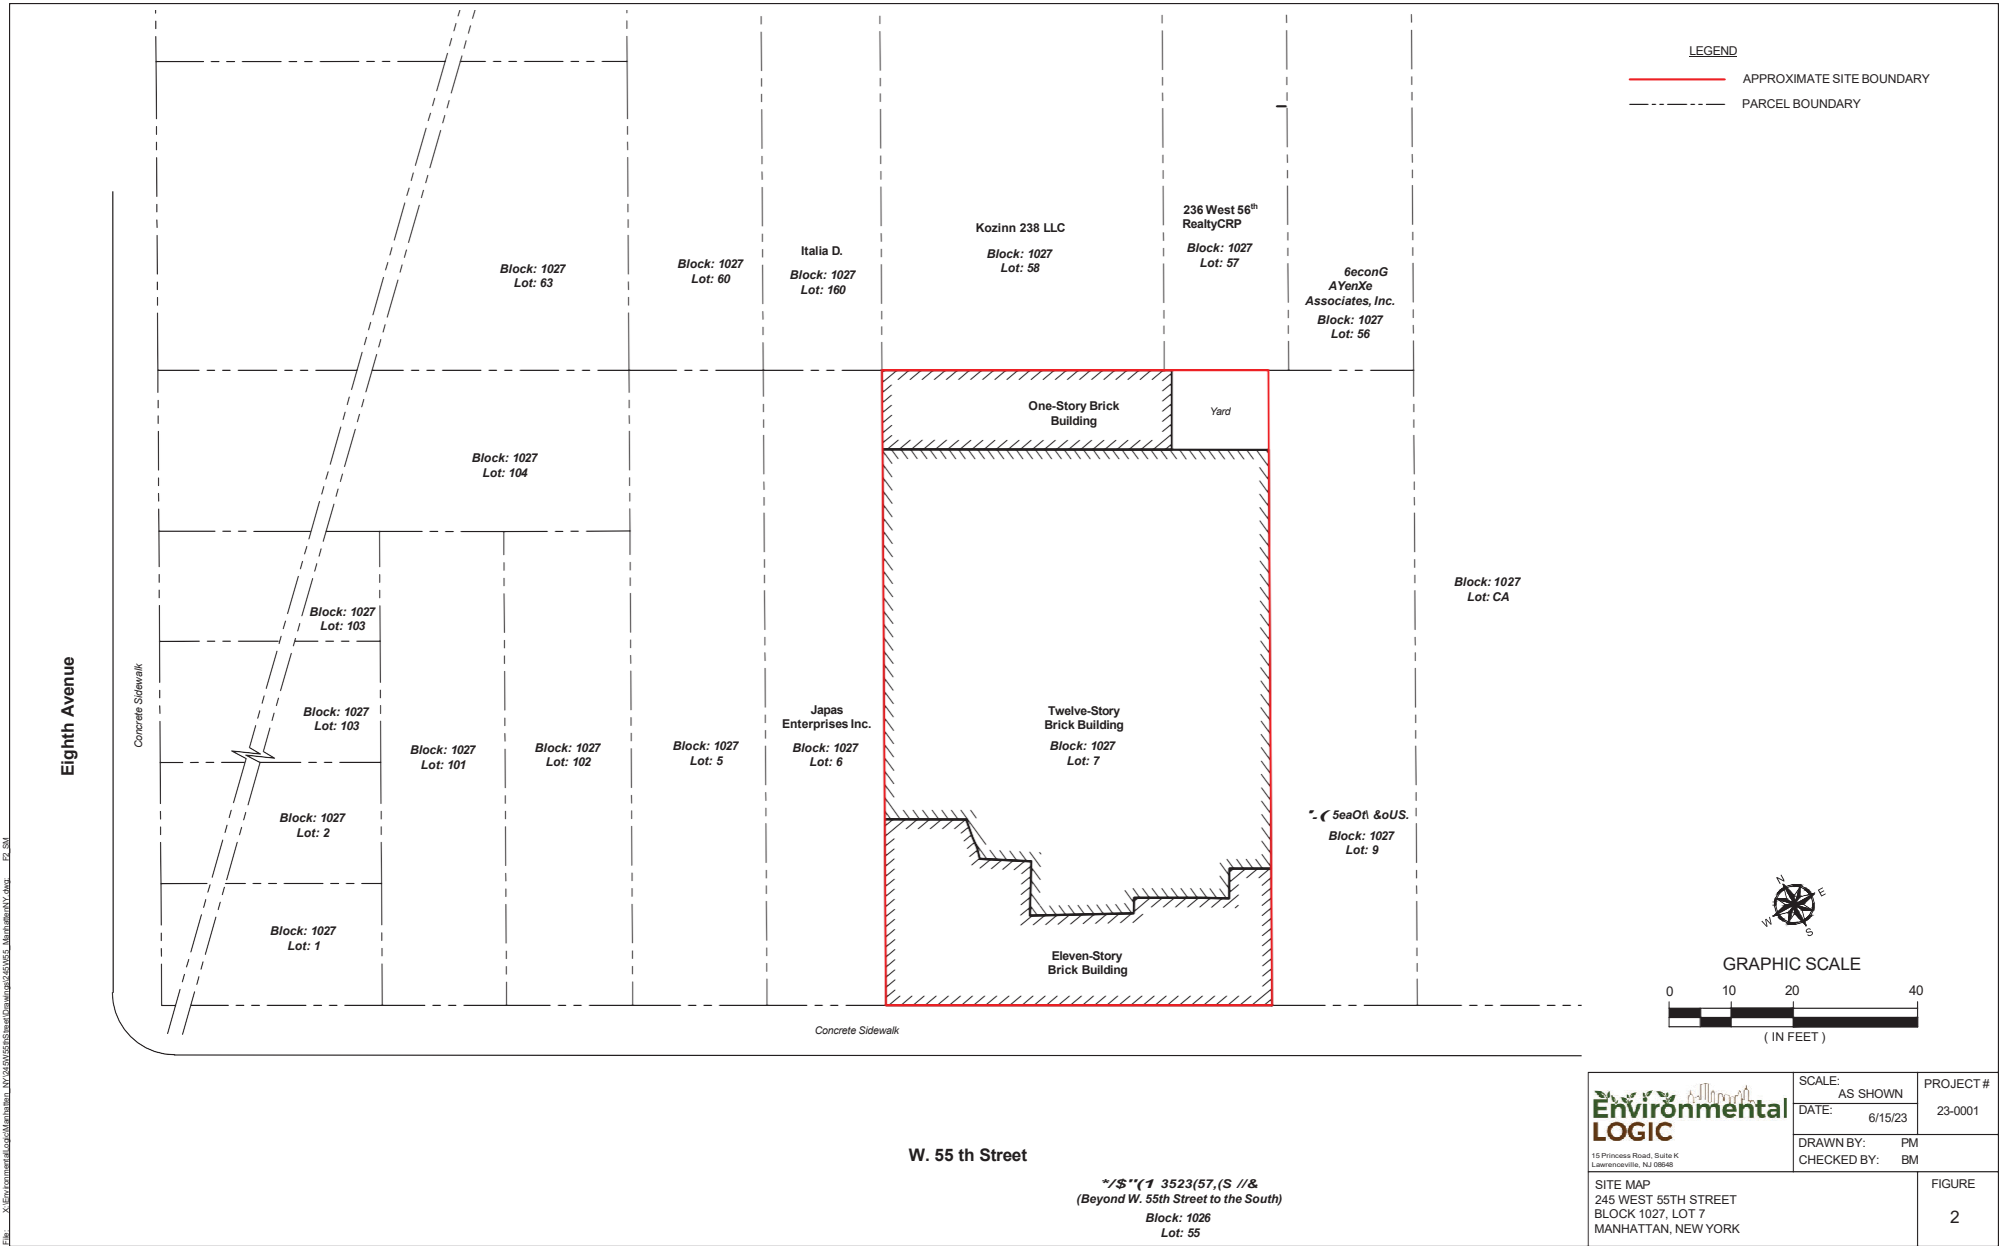 LEGEND
APPROXIMATE SITE BOUNDARY
PARCEL BOUNDARY
236 West 56th
RealtyCRP
Block: 1027
Lot: 57
Kozinn 238 LLC
Block: 1027
Lot: 58
Italia D.
Block: 1027
Lot: 160
Block: 1027
Lot: 60
Block: 1027
Lot: 63
6econG
AYenXe
Associates, Inc.
Block: 1027
Lot: 56
One-Story Brick
Building
Yard
Block: 1027
Lot: 104
Block: 1027
Lot: CA
Block: 1027
Lot: 103
Eighth Avenue
Concrete Sidewalk
Block: 1027
Lot: 103
Block: 1027
Lot: 101
Block: 1027
Lot: 102
Block: 1027
Lot: 5
Japas
Enterprises Inc.
Block: 1027
Lot: 6
Twelve-Story
Brick Building
Block: 1027
Lot: 7
Block: 1027
Lot: 2
5eaOt\ &oUS.
Block: 1027
Lot: 9
Block: 1027
Lot: 1
Eleven-Story
Brick Building
N
E
W
S
GRAPHIC SCALE
0 10 20 40
( IN FEET )
Concrete Sidewalk
W. 55 th Street
3523(57,(S //&
(Beyond W. 55th Street to the South)
Block: 1026
Lot: 55
Environmental
LOGIC
15 Princess Road, Suite K
Lawrenceville, NJ 08648
SCALE:
AS SHOWN
DATE:
6/15/23
PROJECT #
23-0001
DRAWN BY: PM
CHECKED BY: BM
SITE MAP
245 WEST 55TH STREET
BLOCK 1027, LOT 7
MANHATTAN, NEW YORK
FIGURE
2